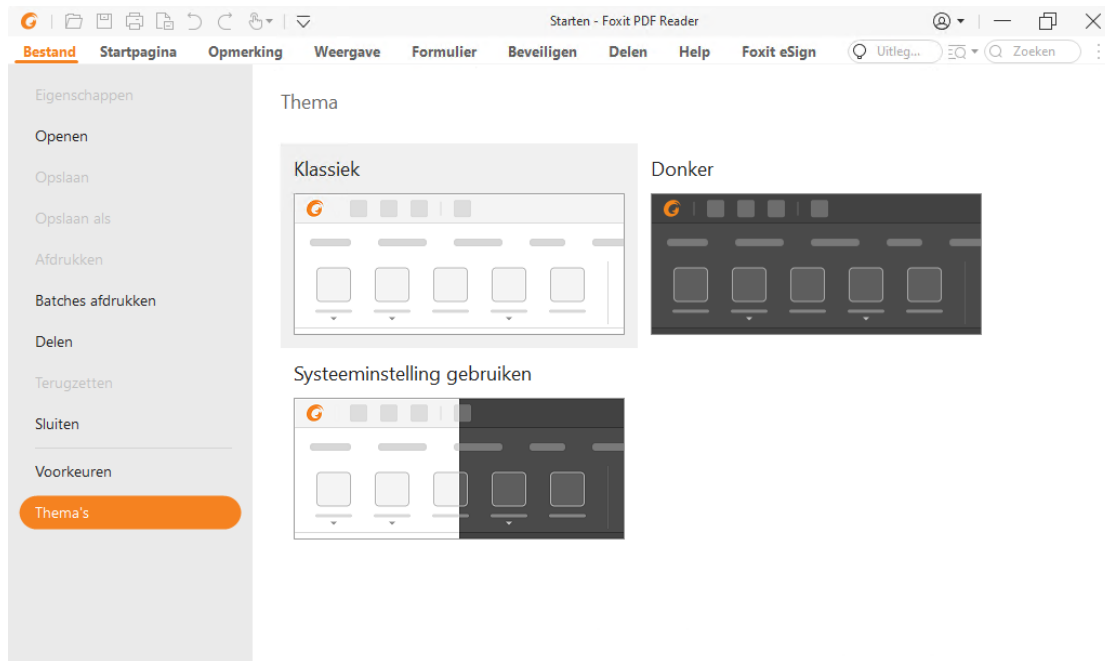 Starten - Foxit PDF Reader
Bestand Startpagina Opmerking Weergave Formulier Beveiligen Delen Help Foxit eSign Uitleg... Zoeken
Eigenschappen
Openen
Opslaan
Opslaan als
Afdrukken
Batches afdrukken
Delen
Terugzetten
Sluiten
Voorkeuren
Thema's
Thema
Klassiek Donker
Systeeminstelling gebruiken